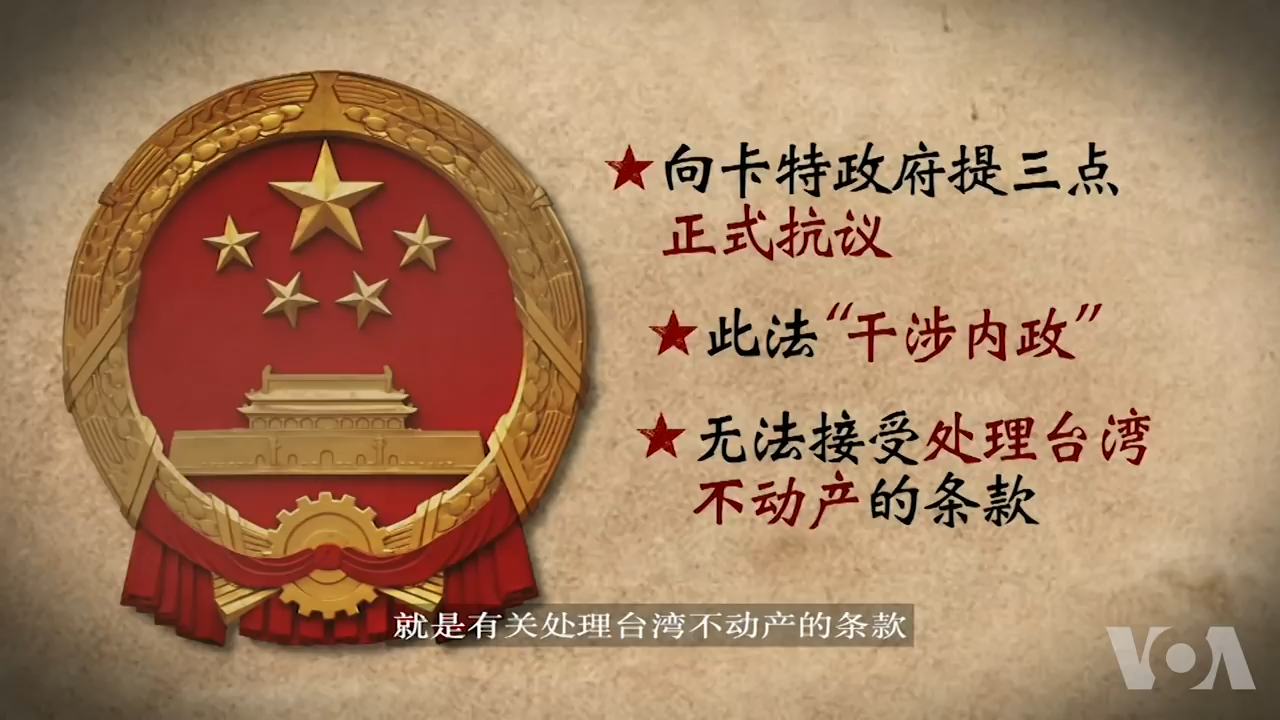 向卡特政府提三点
正式抗议
此法“干涉内政”
无法接受处理台湾
不动产的条款
就是有关处理台湾不动产的条款
VOA